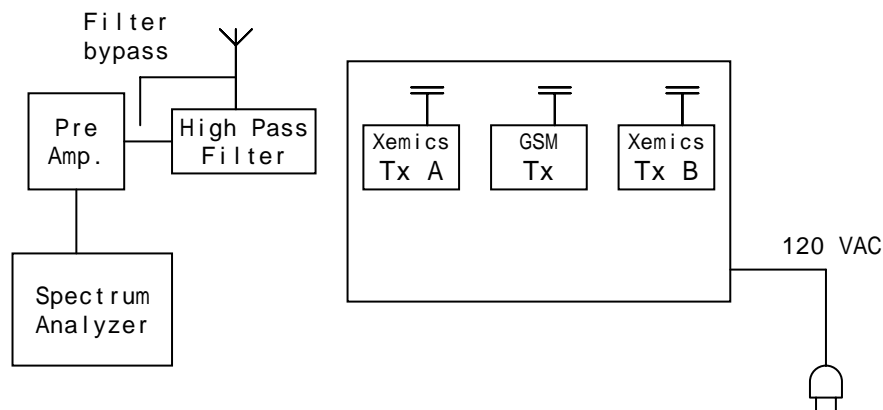 Filter
bypass
Pre
Amp.
High Pass
Filter
Spectrum
Analyzer
Xemics
Tx A
GSM
Tx
Xemics
Tx B
120 VAC